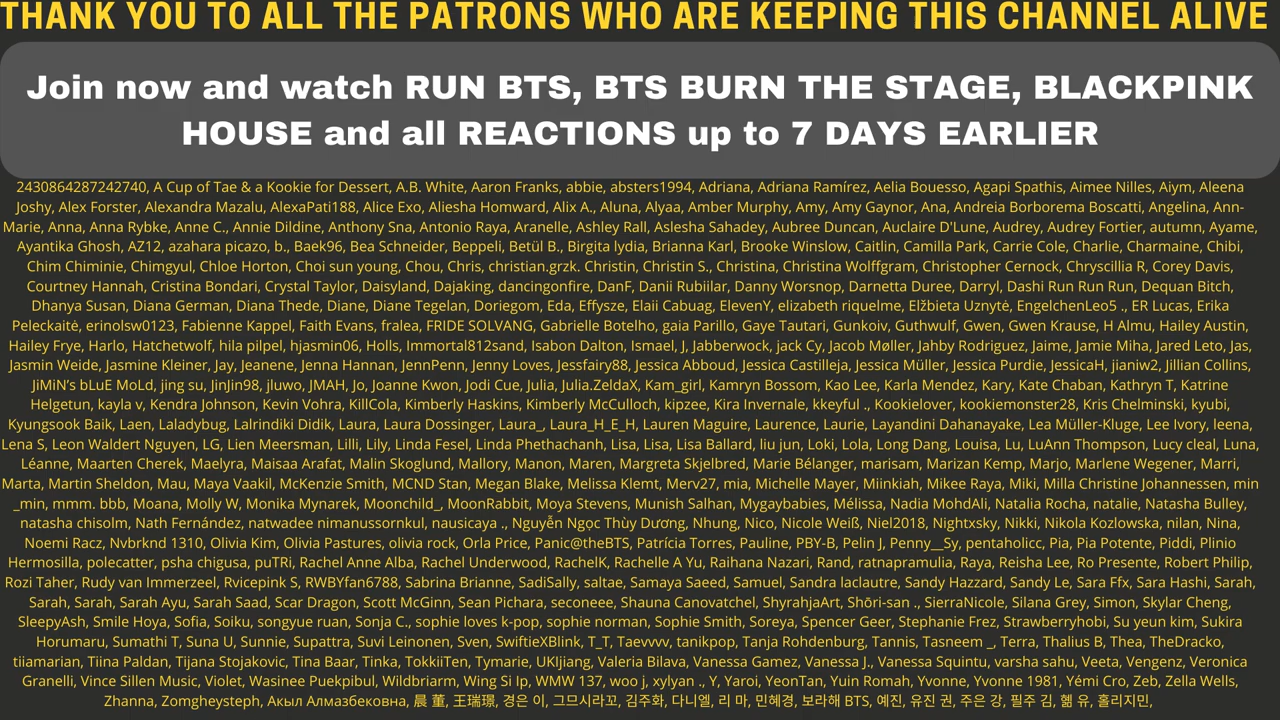 THANK YOU TO ALL THE PATRONS WHO ARE KEEPING THIS CHANNEL ALIVE
Join now and watch RUN BTS, BTS BURN THE STAGE, BLACKPINK
HOUSE and all REACTIONS up to 7 DAYS EARLIER
2430864287242740, A Cup of Tae & a Kookie for Dessert, A.B. White, Aaron Franks, abbie, absters1994, Adriana, Adriana Ramírez, Aelia Bouesso, Agapi Spathis, Aimee Nilles, Aiym, Aleena
Joshy, Alex Forster, Alexandra Mazalu, AlexaPati188, Alice Exo, Aliesha Homward, Alix A., Aluna, Alyaa, Amber Murphy, Amy, Amy Gaynor, Ana, Andreia Borborema Boscatti, Angelina, Ann-
Marie, Anna, Anna Rybke, Anne C., Annie Dildine, Anthony Sna, Antonio Raya, Aranelle, Ashley Rall, Aslesha Sahadey, Aubree Duncan, Auclaire D'Lune, Audrey, Audrey Fortier, autumn, Ayame,
Ayantika Ghosh, AZ12, azahara picazo, b., Baek96, Bea Schneider, Beppeli, Betül B., Birgita lydia, Brianna Karl, Brooke Winslow, Caitlin, Camilla Park, Carrie Cole, Charlie, Charmaine, Chibi,
Chim Chiminie, Chimgyul, Chloe Horton, Choi sun young, Chou, Chris, christian.grzk. Christin, Christin S., Christina, Christina Wolffgram, Christopher Cernock, Chryscillia R, Corey Davis,
Courtney Hannah, Cristina Bondari, Crystal Taylor, Daisyland, Dajaking, dancingonfire, DanF, Danii Rubiilar, Danny Worsnop, Darnetta Duree, Darryl, Dashi Run Run Run, Dequan Bitch,
Dhanya Susan, Diana German, Diana Thede, Diane, Diane Tegelan, Doriegom, Eda, Effysze, Elaii Cabuag, ElevenY, elizabeth riquelme, Elžbieta Uznytė, EngelchenLeo5 ., ER Lucas, Erika
Peleckaitė, erinolsw0123, Fabienne Kappel, Faith Evans, fralea, FRIDE SOLVANG, Gabrielle Botelho, gaia Parillo, Gaye Tautari, Gunkoiv, Guthwulf, Gwen, Gwen Krause, H Almu, Hailey Austin,
Hailey Frye, Harlo, Hatchetwolf, hila pilpel, hjasmin06, Holls, Immortal812sand, Isabon Dalton, Ismael, J, Jabberwock, jack Cy, Jacob Møller, Jahby Rodriguez, Jaime, Jamie Miha, Jared Leto, Jas,
Jasmin Weide, Jasmine Kleiner, Jay, Jeanene, Jenna Hannan, JennPenn, Jenny Loves, Jessfairy88, Jessica Abboud, Jessica Castilleja, Jessica Müller, Jessica Purdie, JessicaH, jianiw2, Jillian Collins,
JiMiN's bLuE MoLd, jing su, JinJin98, jluwo, JMAH, Jo, Joanne Kwon, Jodi Cue, Julia, Julia.ZeldaX, Kam_girl, Kamryn Bossom, Kao Lee, Karla Mendez, Kary, Kate Chaban, Kathryn T, Katrine
Helgetun, kayla v, Kendra Johnson, Kevin Vohra, KillCola, Kimberly Haskins, Kimberly McCulloch, kipzee, Kira Invernale, kkeyful ., Kookielover, kookiemonster28, Kris Chelminski, kyubi,
Kyungsook Baik, Laen, Laladybug, Lalrindiki Didik, Laura, Laura Dossinger, Laura_, Laura_H_E_H, Lauren Maguire, Laurence, Laurie, Layandini Dahanayake, Lea Müller-Kluge, Lee Ivory, leena,
Lena S, Leon Waldert Nguyen, LG, Lien Meersman, Lilli, Lily, Linda Fesel, Linda Phethachanh, Lisa, Lisa, Lisa Ballard, liu jun, Loki, Lola, Long Dang, Louisa, Lu, LuAnn Thompson, Lucy cleal, Luna,
Léanne, Maarten Cherek, Maelyra, Maisaa Arafat, Malin Skoglund, Mallory, Manon, Maren, Margreta Skjelbred, Marie Bélanger, marisam, Marizan Kemp, Marjo, Marlene Wegener, Marri,
Marta, Martin Sheldon, Mau, Maya Vaakil, McKenzie Smith, MCND Stan, Megan Blake, Melissa Klemt, Merv27, mia, Michelle Mayer, Miinkiah, Mikee Raya, Miki, Milla Christine Johannessen, min
_min, mmm. bbb, Moana, Molly W, Monika Mynarek, Moonchild_, MoonRabbit, Moya Stevens, Munish Salhan, Mygaybabies, Mélissa, Nadia MohdAli, Natalia Rocha, natalie, Natasha Bulley,
natasha chisolm, Nath Fernández, natwadee nimanussornkul, nausicaya ., Nguyễn Ngọc Thùy Dương, Nhung, Nico, Nicole Weiß, Niel2018, Nightxsky, Nikki, Nikola Kozlowska, nilan, Nina,
Noemi Racz, Nvbrknd 1310, Olivia Kim, Olivia Pastures, olivia rock, Orla Price, Panic@theBTS, Patrícia Torres, Pauline, PBY-B, Pelin J, Penny__Sy, pentaholicc, Pia, Pia Potente, Piddi, Plinio
Hermosilla, polecatter, psha chigusa, puTRi, Rachel Anne Alba, Rachel Underwood, RachelK, Rachelle A Yu, Raihana Nazari, Rand, ratnapramulia, Raya, Reisha Lee, Ro Presente, Robert Philip,
Rozi Taher, Rudy van Immerzeel, Rvicepink S, RWBYfan6788, Sabrina Brianne, SadiSally, saltae, Samaya Saeed, Samuel, Sandra laclautre, Sandy Hazzard, Sandy Le, Sara Ffx, Sara Hashi, Sarah,
Sarah, Sarah, Sarah Ayu, Sarah Saad, Scar Dragon, Scott McGinn, Sean Pichara, seconeee, Shauna Canovatchel, ShyrahjaArt, Shōri-san ., SierraNicole, Silana Grey, Simon, Skylar Cheng,
SleepyAsh, Smile Hoya, Sofia, Soiku, songyue ruan, Sonja C., sophie loves k-pop, sophie norman, Sophie Smith, Soreya, Spencer Geer, Stephanie Frez, Strawberryhobi, Su yeun kim, Sukira
Horumaru, Sumathi T, Suna U, Sunnie, Supattra, Suvi Leinonen, Sven, SwiftieXBlink, T_T, Taevvvv, tanikpop, Tanja Rohdenburg, Tannis, Tasneem _, Terra, Thalius B, Thea, TheDracko,
tiiamarian, Tiina Paldan, Tijana Stojakovic, Tina Baar, Tinka, TokkiiTen, Tymarie, UKIjiang, Valeria Bilava, Vanessa Gamez, Vanessa J., Vanessa Squintu, varsha sahu, Veeta, Vengenz, Veronica
Granelli, Vince Sillen Music, Violet, Wasinee Puekpibul, Wildbriarm, Wing Si Ip, WMW 137, woo j, xylyan ., Y, Yaroi, YeonTan, Yuin Romah, Yvonne, Yvonne 1981, Yémi Cro, Zeb, Zella Wells,
Zhanna, Zomgheysteph, Акыл Алмазбековна, 晨 董, 王瑞璟, 경은 이, 그므시라꼬, 김주화, 다니엘, 리 마, 민혜경, 보라해 BTS, 예진, 유진 권, 주은 강, 필주 김, 혦 유, 홀리지민,